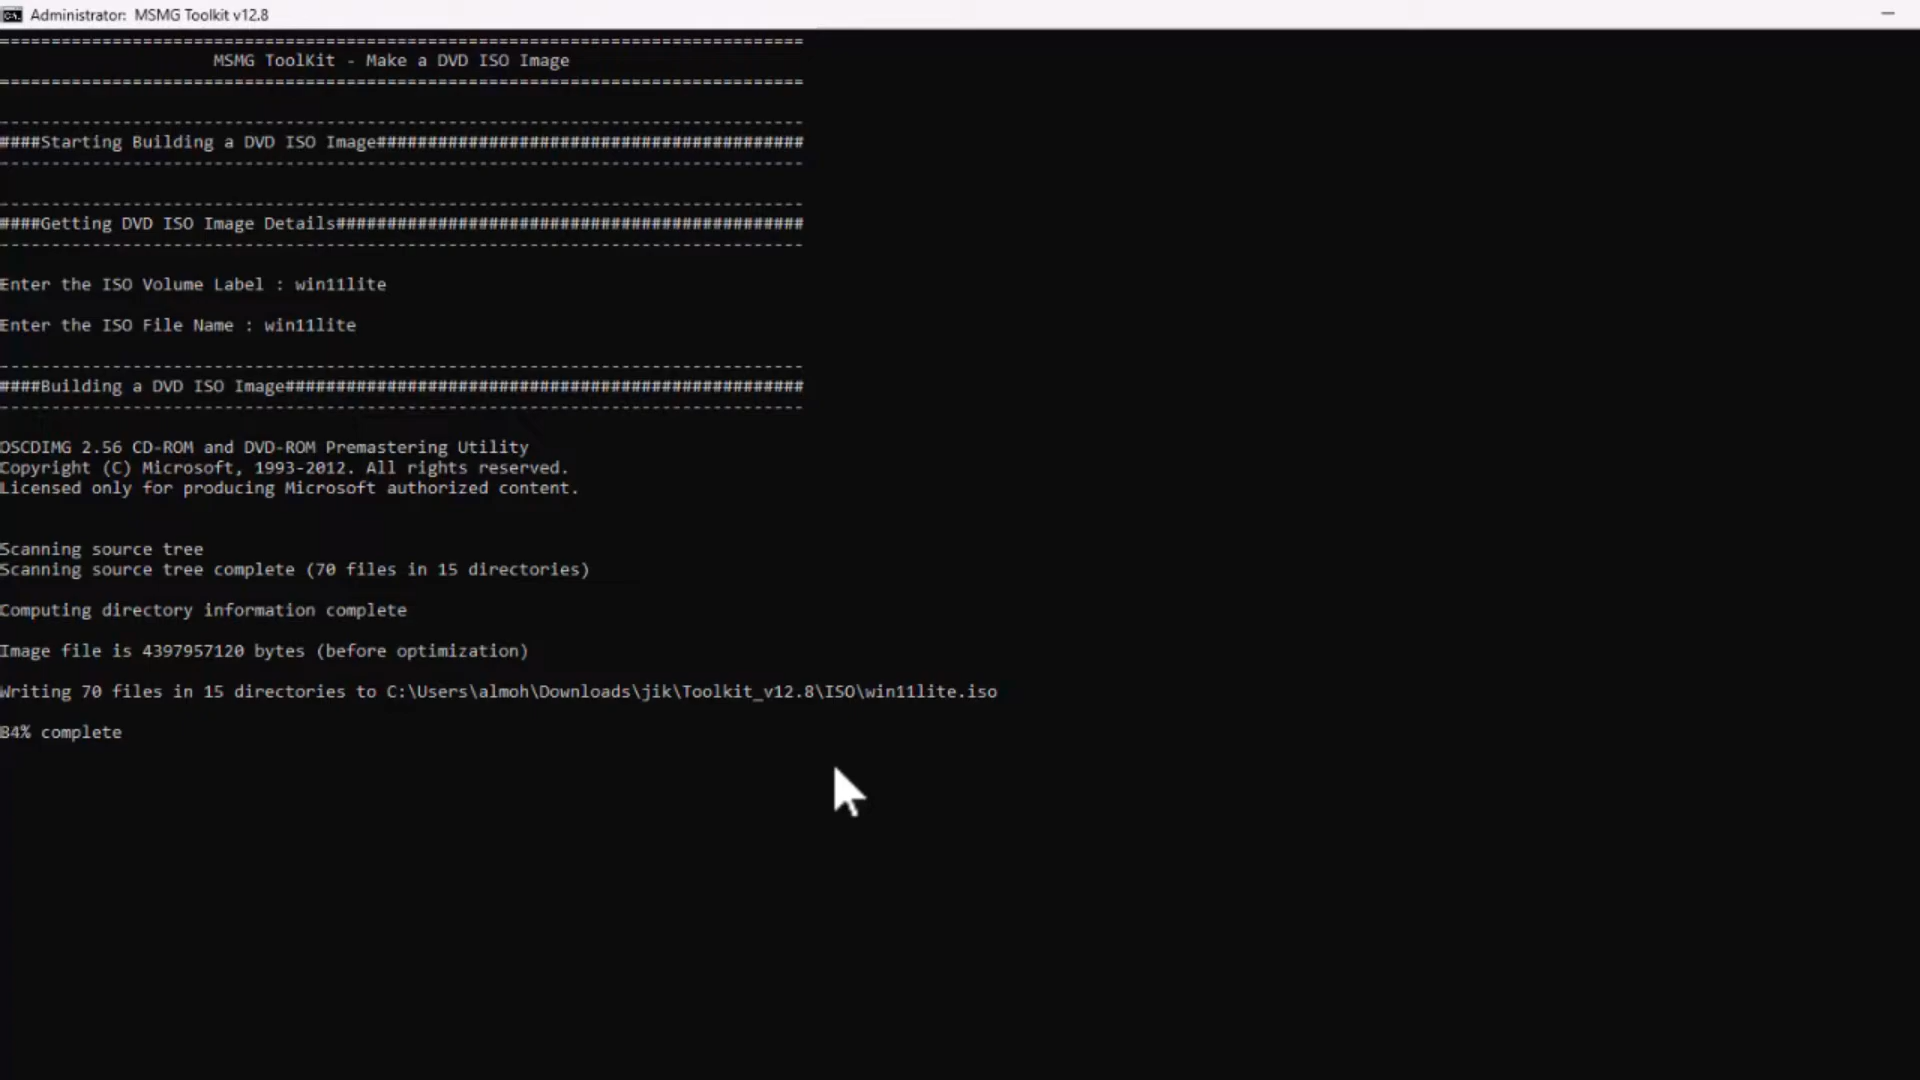 Administrator: MSMG Toolkit v12.8
===============================================================================
MSMG ToolKit - Make a DVD ISO Image
===============================================================================
-------------------------------------------------------------------------------
####Starting Building a DVD ISO Image##########################################
-------------------------------------------------------------------------------
-------------------------------------------------------------------------------
####Getting DVD ISO Image Details##############################################
-------------------------------------------------------------------------------
Enter the ISO Volume Label : win11lite
Enter the ISO File Name : win11lite
-------------------------------------------------------------------------------
####Building a DVD ISO Image###################################################
-------------------------------------------------------------------------------
OSCDIMG 2.56 CD-ROM and DVD-ROM Premastering Utility
Copyright (C) Microsoft, 1993-2012. All rights reserved.
Licensed only for producing Microsoft authorized content.
Scanning source tree
Scanning source tree complete (70 files in 15 directories)
Computing directory information complete
Image file is 4397957120 bytes (before optimization)
Writing 70 files in 15 directories to C:\Users\almoh\Downloads\jik\Toolkit_v12.8\ISO\win11lite.iso
84% complete